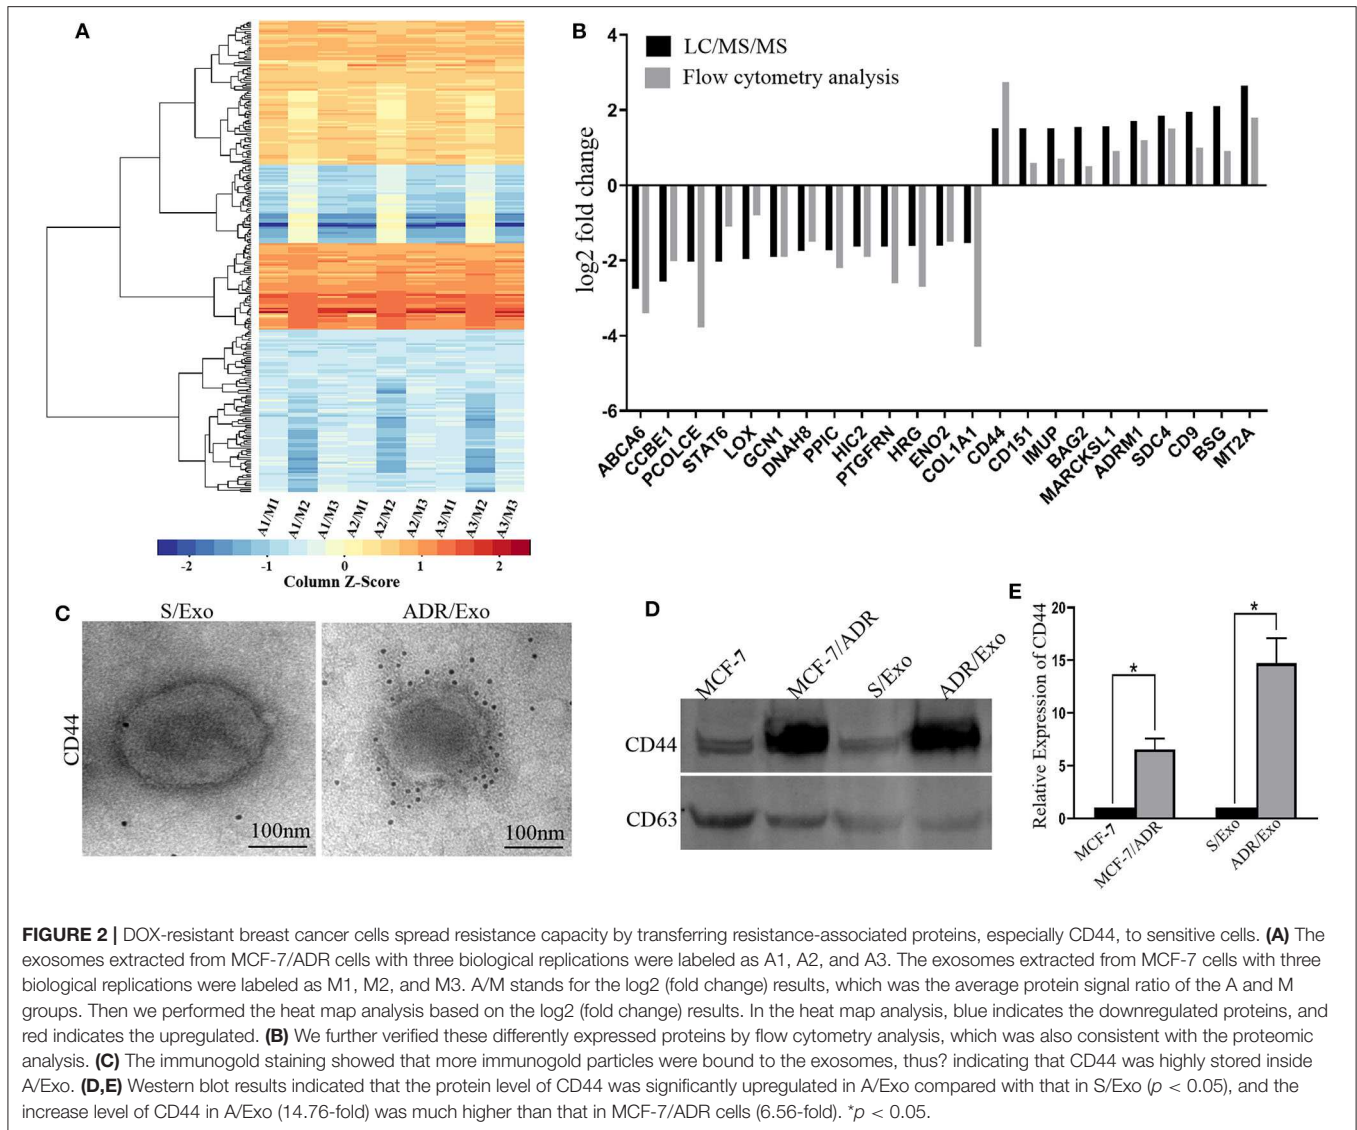 A
A1/M1
A1/M2
A1/M3
A2/M1
A2/M2
A2/M3
A3/M1
A3/M2
A3/M3
-2 -1 0 1 2
Column Z-Score
B
LC/MS/MS
Flow cytometry analysis
log2 fold change
4
2
0
-2
-4
-6
ABCA6
CCBE1
PCOLCE
STAT6
LOX
GCN1
DNAH8
PPIC
HIC2
PTGFRN
HRG
ENO2
COL1A1
CD44
CD151
IMUP
BAG2
MARCKSL1
ADRM1
SDC4
CD9
BSG
MT2A
C
S/Exo ADR/Exo
CD44
100nm 100nm
D
MCF-7
MCF-7/ADR
S/Exo
ADR/Exo
CD44
CD63
E
Relative Expression of CD44
20
15
10
5
0
*
*
MCF-7
MCF-7/ADR
S/Exo
ADR/Exo
FIGURE 2 | DOX-resistant breast cancer cells spread resistance capacity by transferring resistance-associated proteins, especially CD44, to sensitive cells. (A) The
exosomes extracted from MCF-7/ADR cells with three biological replications were labeled as A1, A2, and A3. The exosomes extracted from MCF-7 cells with three
biological replications were labeled as M1, M2, and M3. A/M stands for the log2 (fold change) results, which was the average protein signal ratio of the A and M
groups. Then we performed the heat map analysis based on the log2 (fold change) results. In the heat map analysis, blue indicates the downregulated proteins, and
red indicates the upregulated. (B) We further verified these differently expressed proteins by flow cytometry analysis, which was also consistent with the proteomic
analysis. (C) The immunogold staining showed that more immunogold particles were bound to the exosomes, thus? indicating that CD44 was highly stored inside
A/Exo. (D,E) Western blot results indicated that the protein level of CD44 was significantly upregulated in A/Exo compared with that in S/Exo (p < 0.05), and the
increase level of CD44 in A/Exo (14.76-fold) was much higher than that in MCF-7/ADR cells (6.56-fold). *p < 0.05.